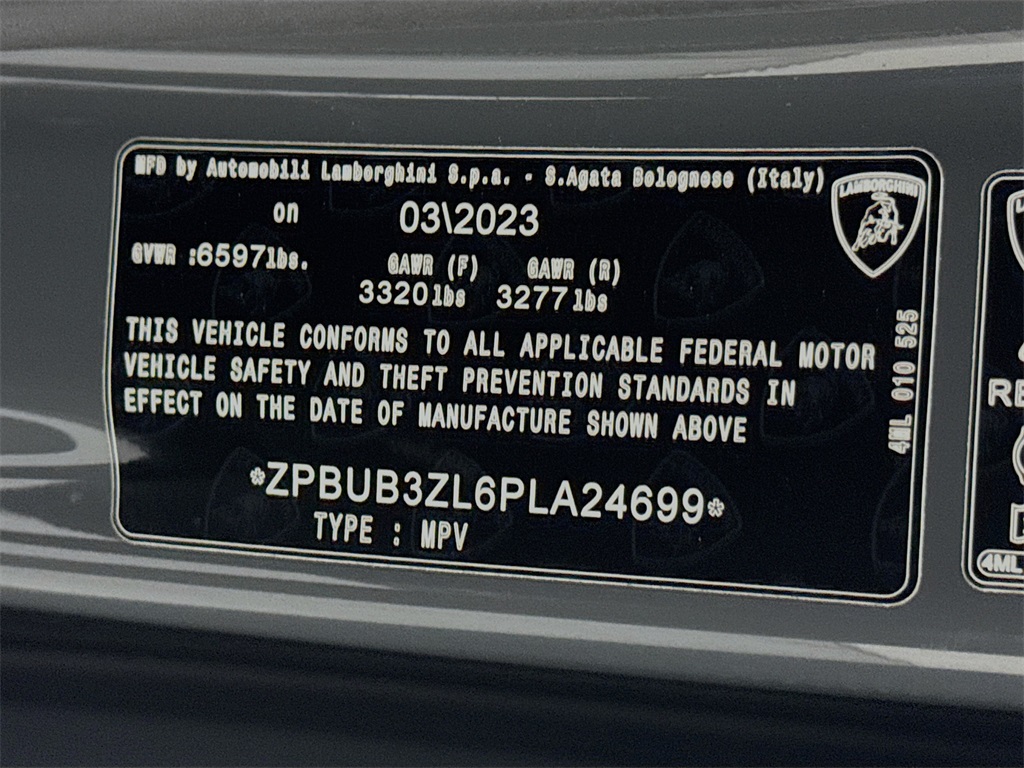 MFD by Automobili Lamborghini S.p.a. - S.Agata Bolognese (Italy)
on 03\2023
GVWR :6597lbs.
GAWR (F) GAWR (R)
3320lbs 3277lbs
THIS VEHICLE CONFORMS TO ALL APPLICABLE FEDERAL MOTOR
VEHICLE SAFETY AND THEFT PREVENTION STANDARDS IN
EFFECT ON THE DATE OF MANUFACTURE SHOWN ABOVE
*ZPBUB3ZL6PLA24699*
TYPE : MPV
LAMBORGHINI
4ML 010 525
4ML